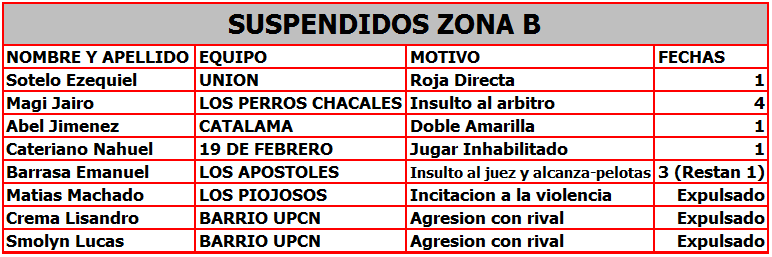 SUSPENDIDOS ZONA B
NOMBRE Y APELLIDO EQUIPO MOTIVO FECHAS
Sotelo Ezequiel UNION Roja Directa 1
Magi Jairo LOS PERROS CHACALES Insulto al arbitro 4
Abel Jimenez CATALAMA Doble Amarilla 1
Cateriano Nahuel 19 DE FEBRERO Jugar Inhabilitado 1
Barrasa Emanuel LOS APOSTOLES Insulto al juez y alcanza-pelotas 3 (Restan 1)
Matias Machado LOS PIOJOSOS Incitacion a la violencia Expulsado
Crema Lisandro BARRIO UPCN Agresion con rival Expulsado
Smolyn Lucas BARRIO UPCN Agresion con rival Expulsado